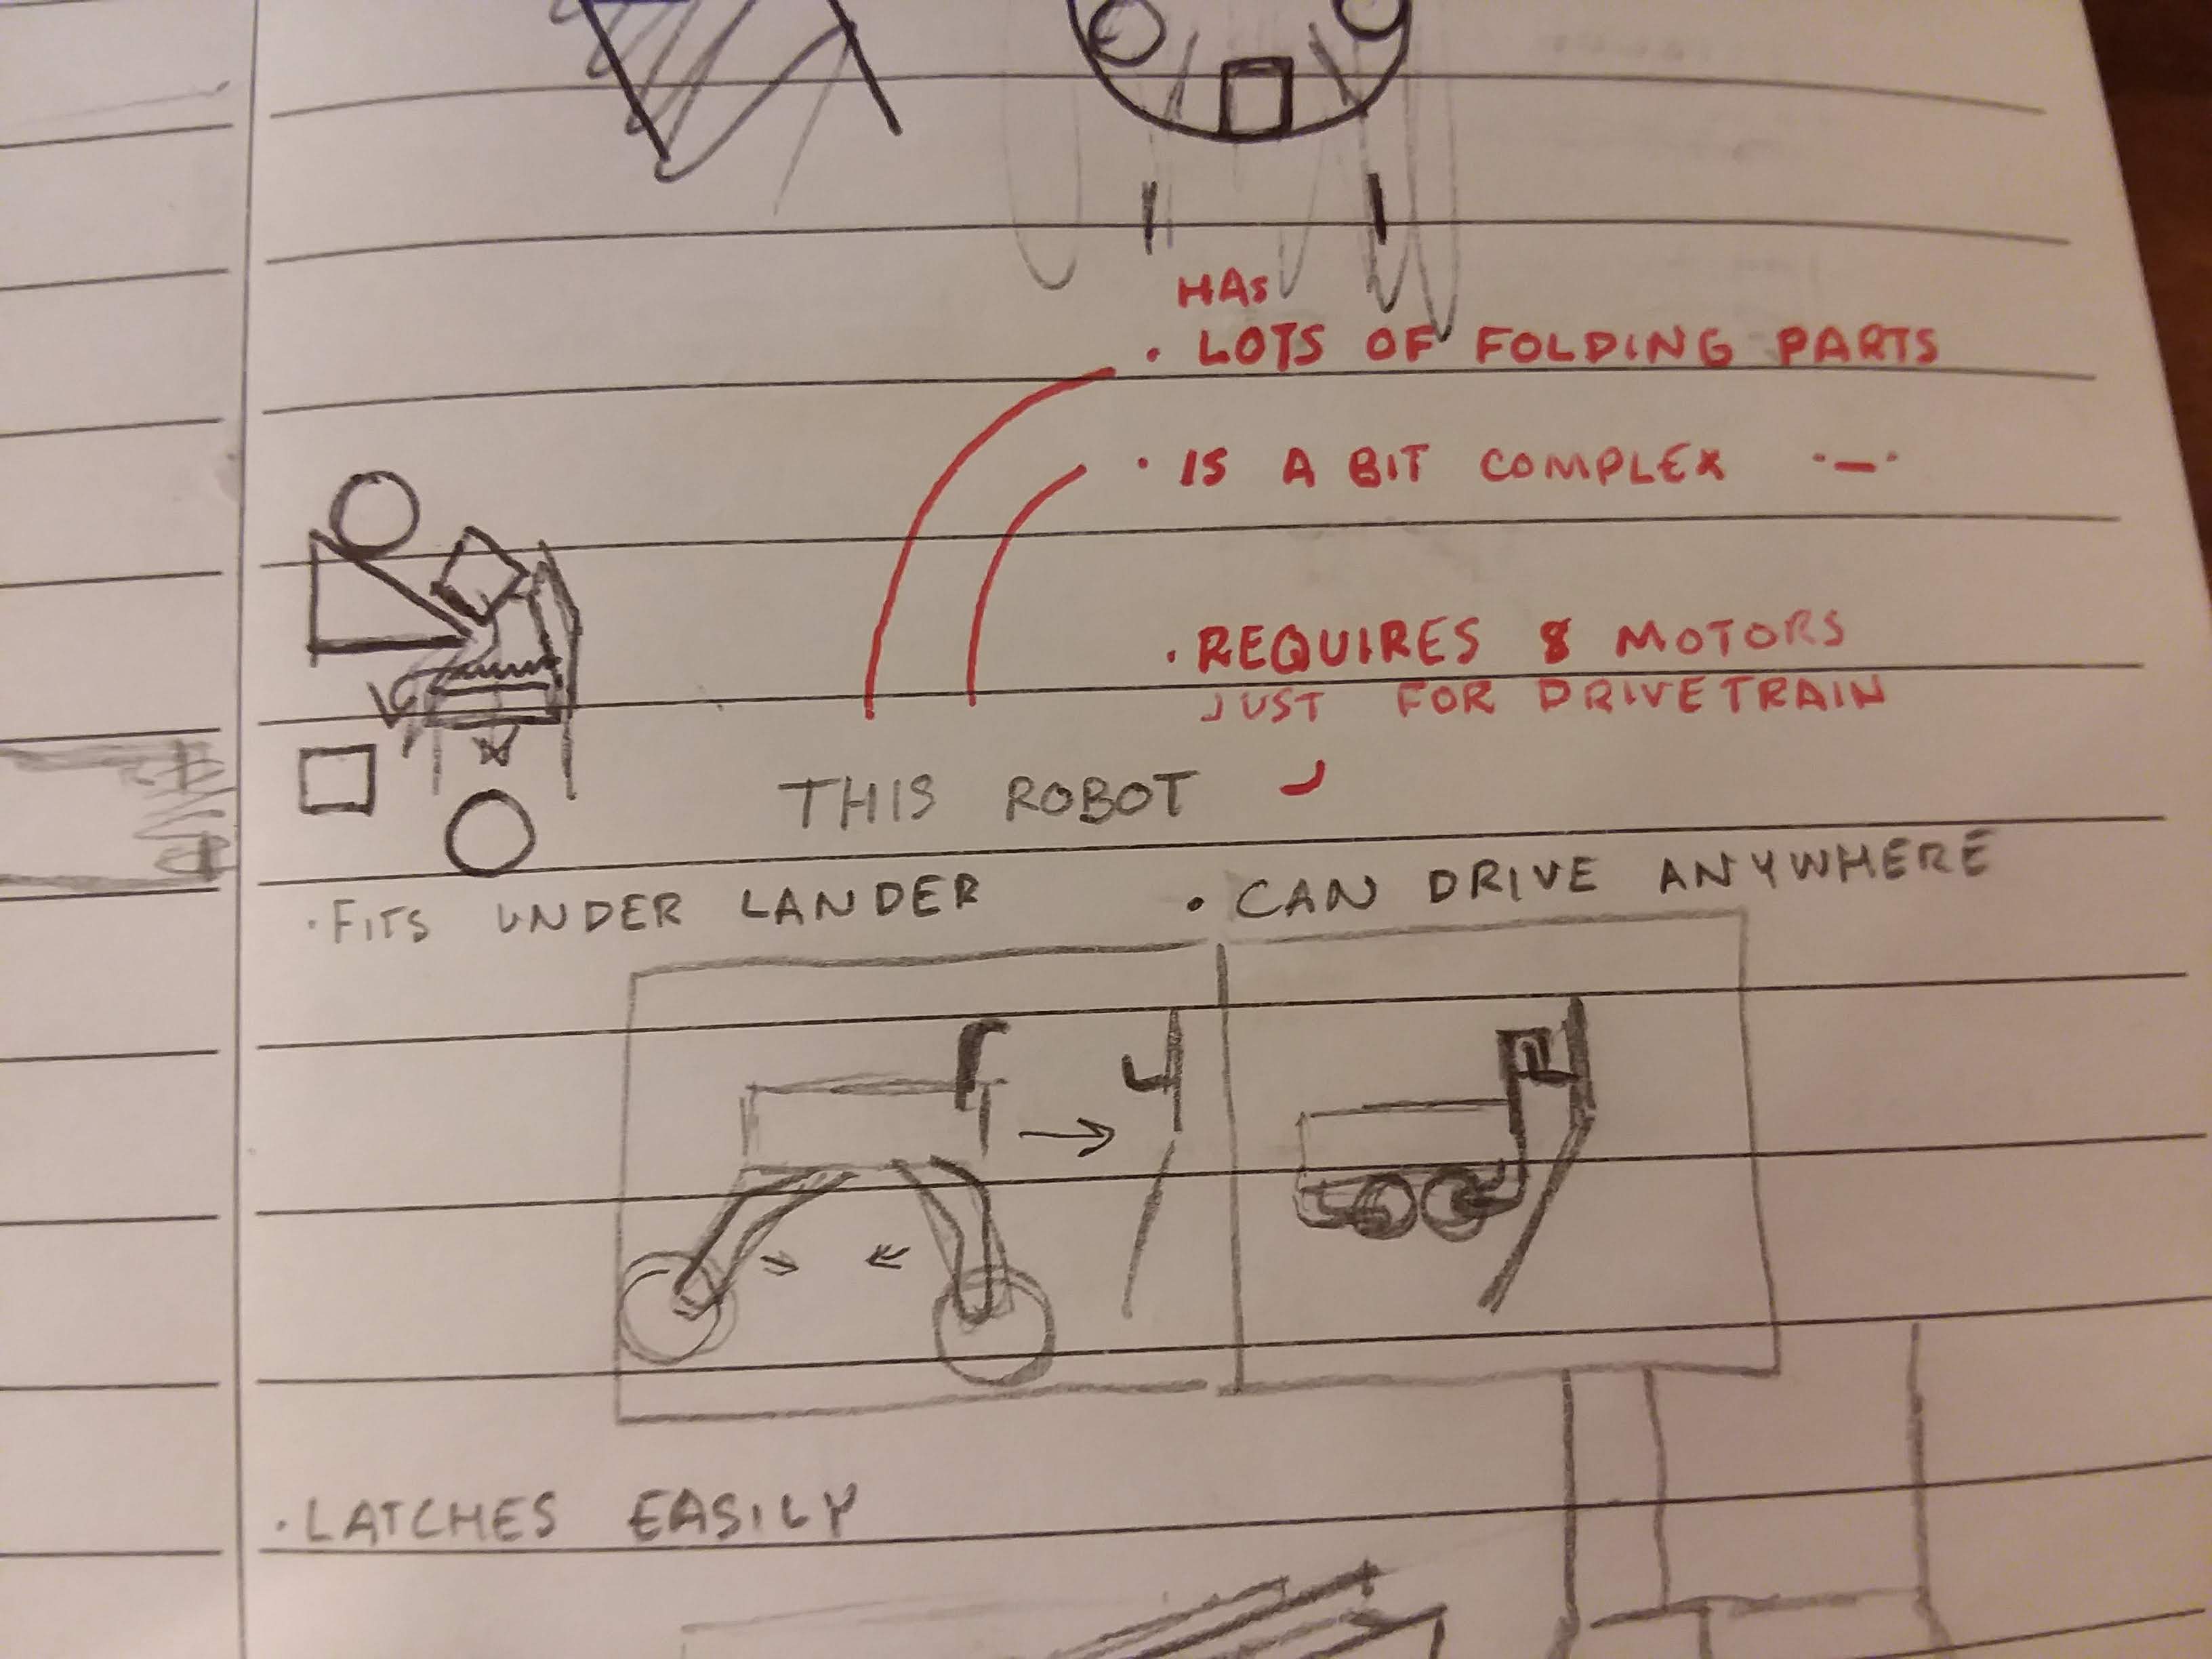 HAS
· LOTS OF FOLDING PARTS
· IS A BIT COMPLEX ·—·
· REQUIRES 8 MOTORS
JUST FOR DRIVETRAIN
THIS ROBOT
· FITS UNDER LANDER
· CAN DRIVE ANYWHERE
· LATCHES EASILY